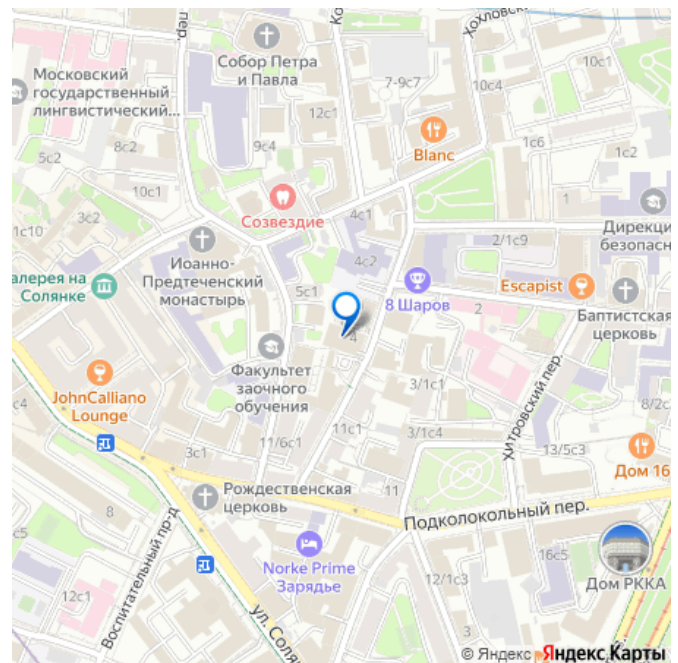 пер.
Ко
Хохловск
Собор Петра
и Павла
10с1
Московский
государственный
лингвистический...
7-9с7
10с4
12с1
9с4
8с2
5с2
Blanc
1с6
1с2
10с1
Созвездие
3с2
4с1
1
1с10
2/1с9
Дирекци
безопасн
Иоанно-
Предтеченский
монастырь
4с2
алерея на
Солянке
5с1
8 Шаров
Escapist
2
Баптистская
церковь
4
Факультет
заочного
обучения
JohnCalliano
Lounge
3/1с1
Хитровский пер.
с4
11с1
3/1с4
11/6с1
3с1
13/5с3
Дом 16
Рождественская
церковь
11
8
Подколокольный пер.
Воспитательный пр-д
Norke Prime
Зарядье
16с5
12/1с3
Дом РККА
12с1
ул. Соля
3
© Яндекс Яндекс Карты